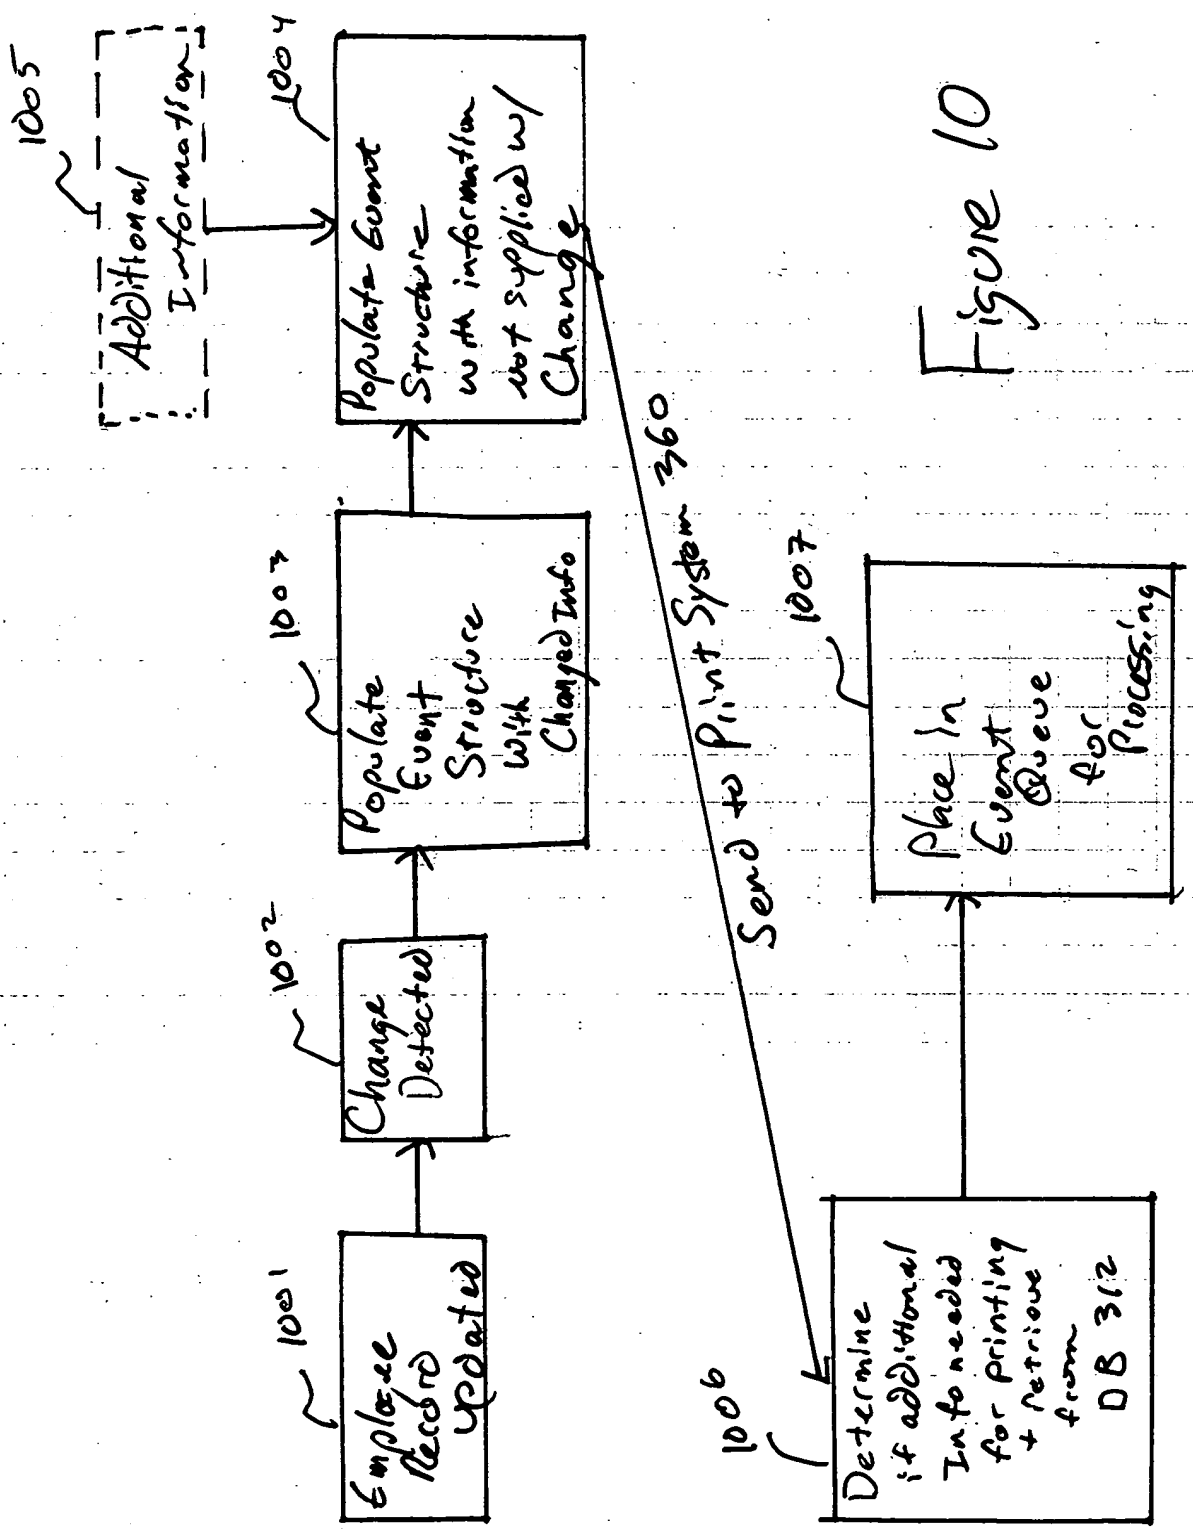 1005
Additional
Information
1001
Employee
Record
updated
1002
Change
Detected
1003
Populate
Event
Structure
with
Changed Info
1004
Populate Event
Structure
with information
not supplied w/
Change
Send to Print System 360
1006
Determine
if additional
Info needed
for printing
+ retrieve
from
DB 312
1007
Place In
Event
Queue
for
Processing
Figure 10